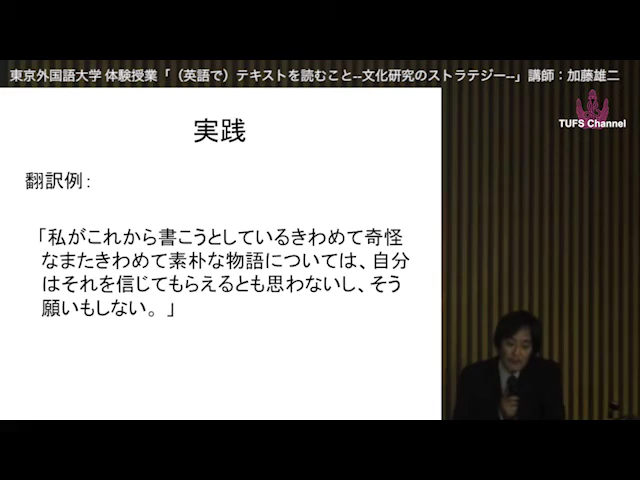 東京外国語大学 体験授業「（英語で）テキストを読むこと--文化研究のストラテジー--」講師：加藤雄二
TUFS Channel
実践
翻訳例：
「私がこれから書こうとしているきわめて奇怪
なまたきわめて素朴な物語については、自分
はそれを信じてもらえるとも思わないし、そう
願いもしない。」